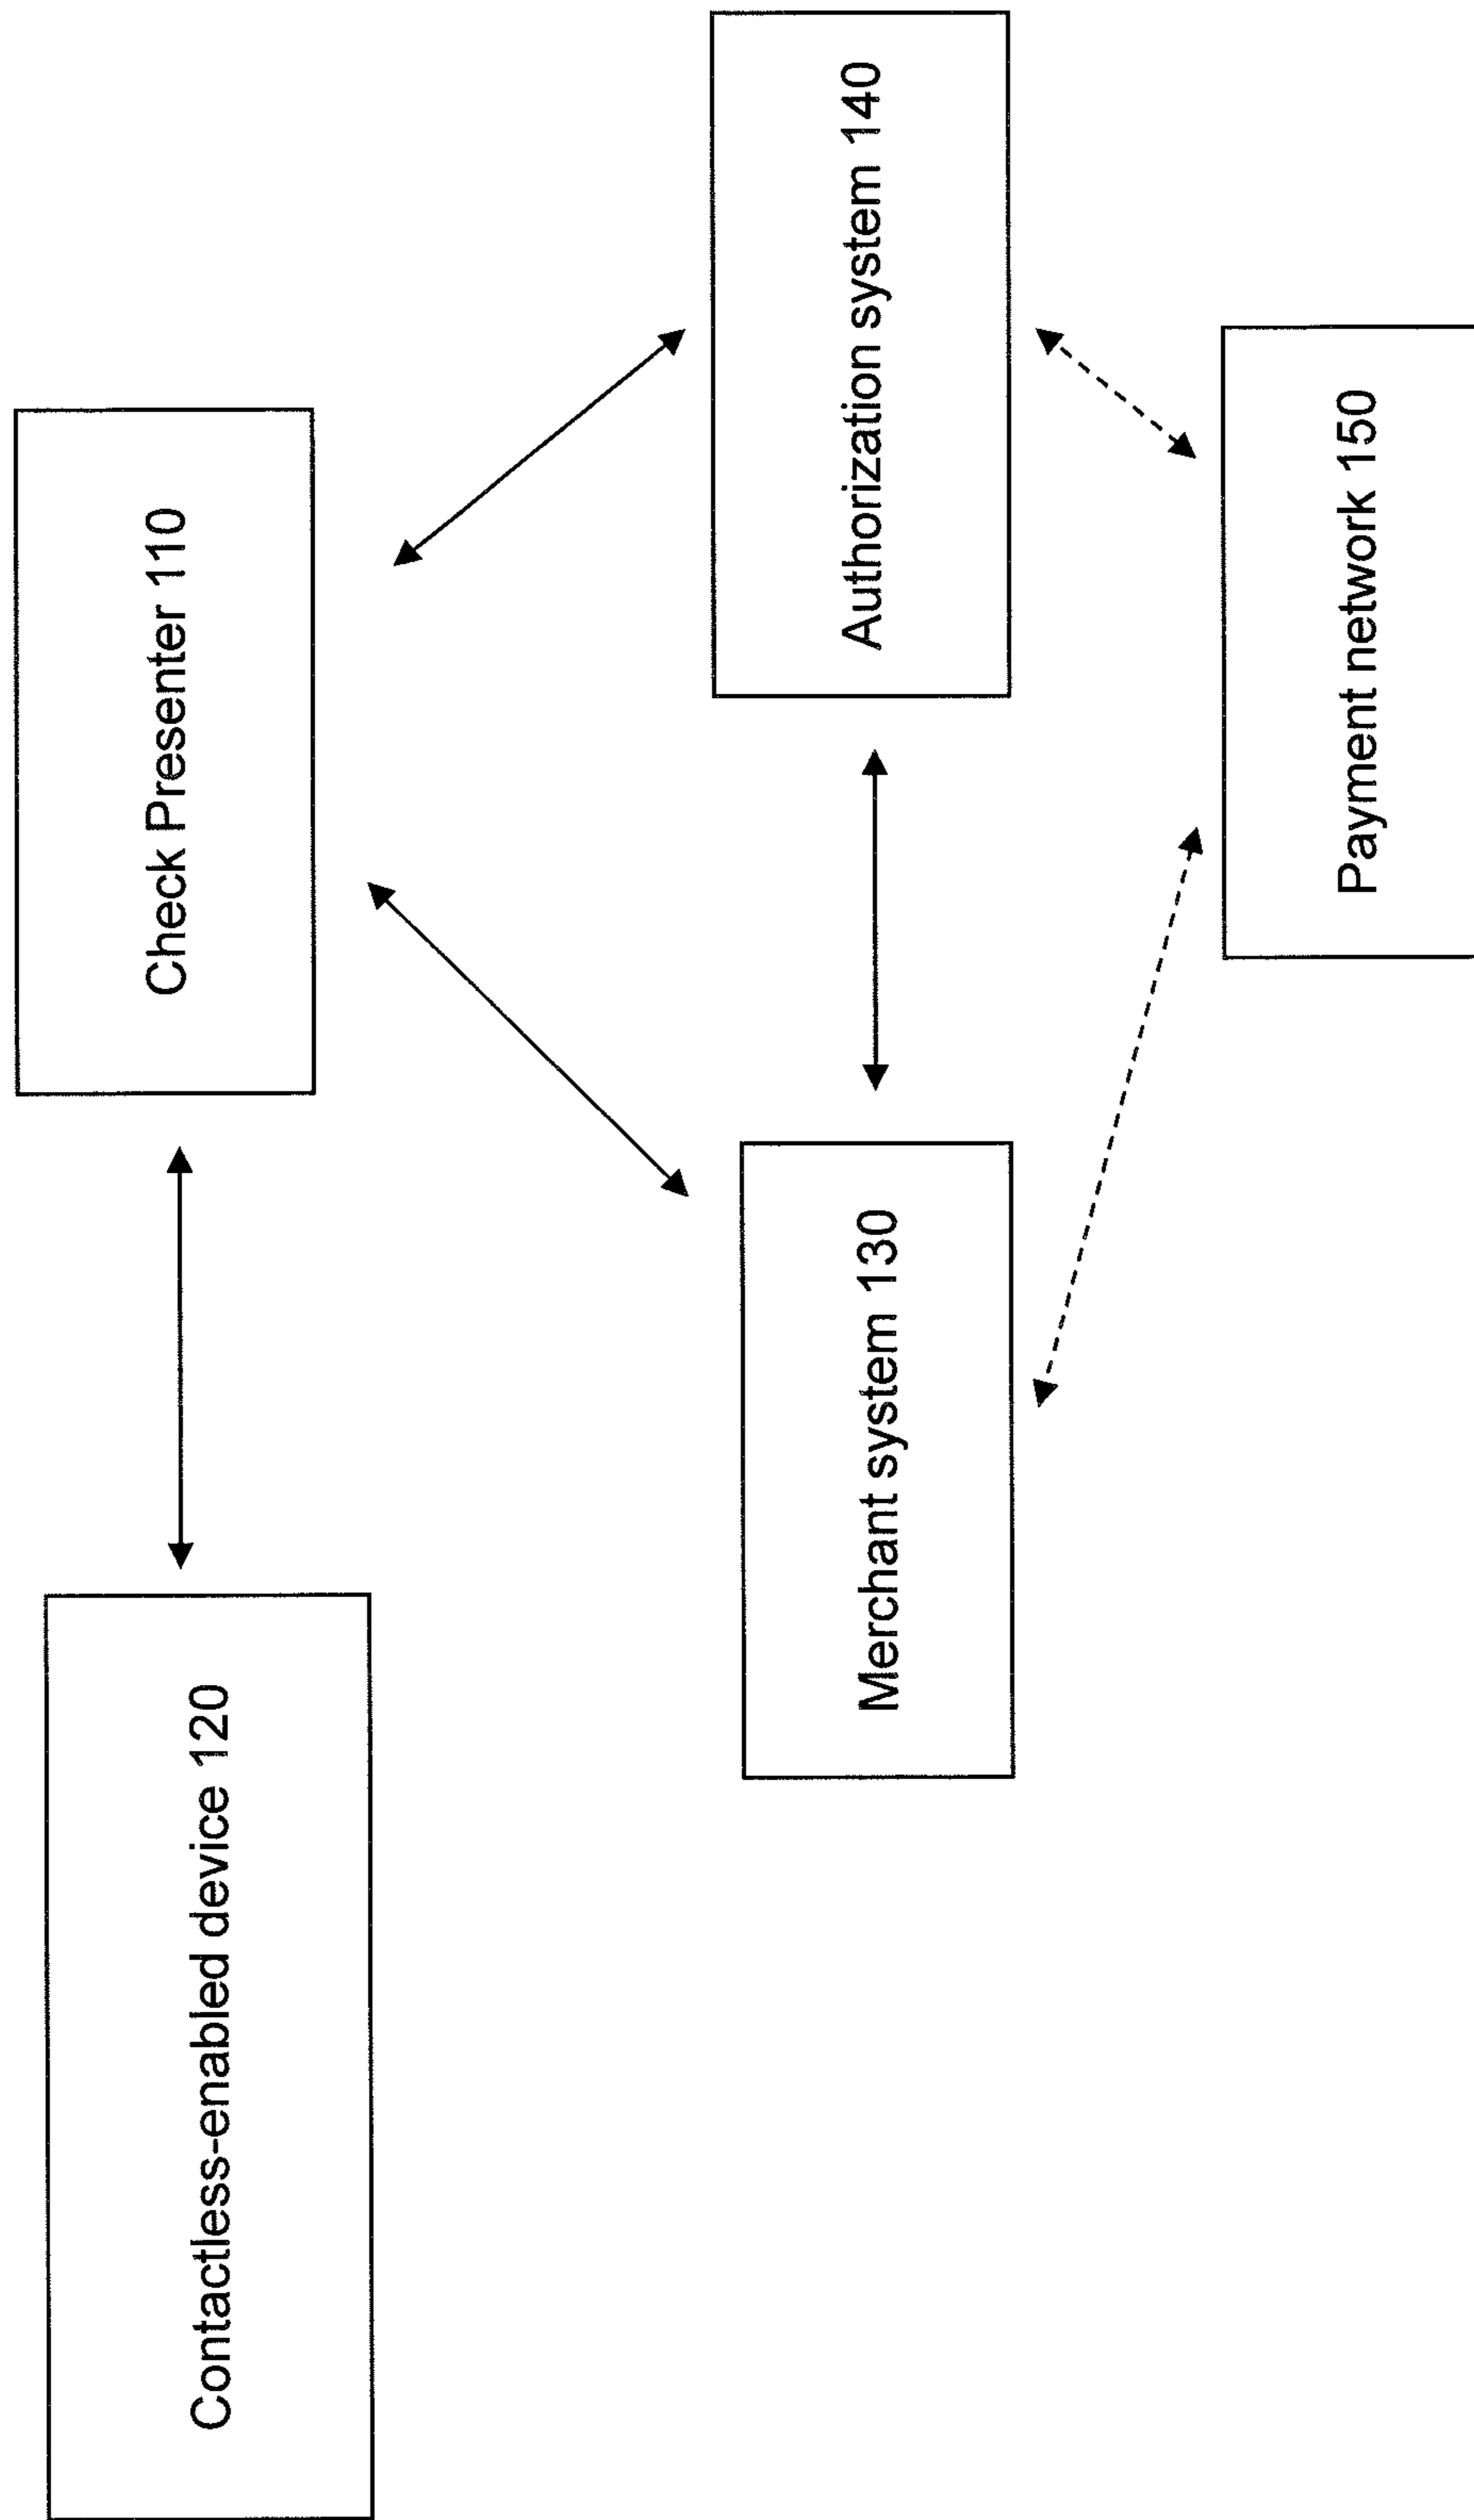 Contactless-enabled device 120
Check Presenter 110
Merchant system 130
Authorization system 140
Payment network 150